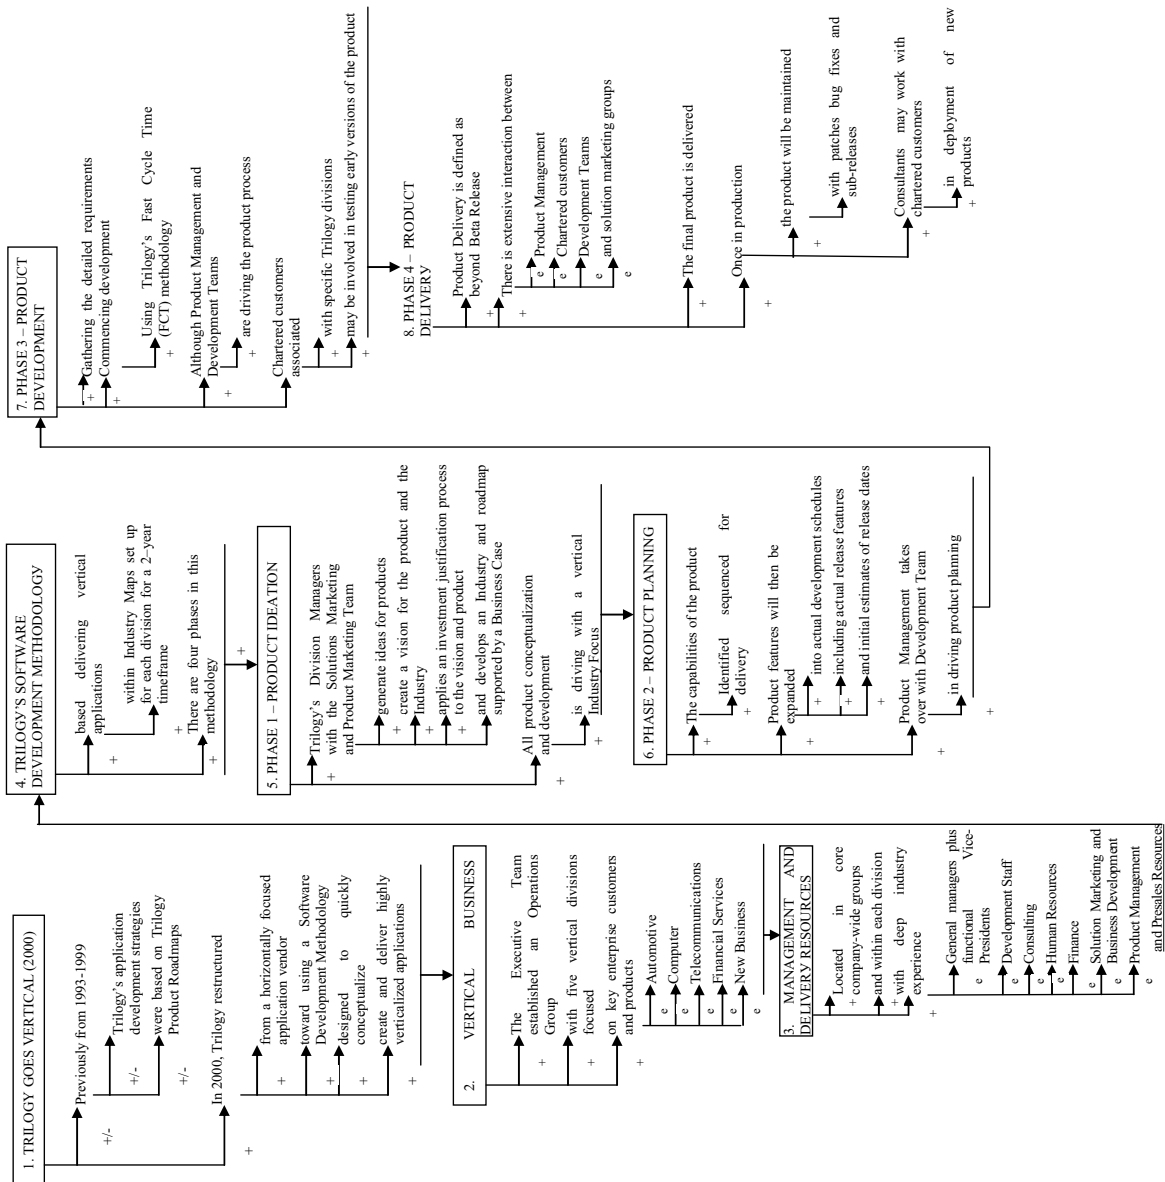 1. TRILOGY GOES VERTICAL (2000)
Previously from 1993-1999
+/-
Trilogy's application
development strategies
+/-
were based on Trilogy
Product Roadmaps
+/-
In 2000, Trilogy restructured
+
from a horizontally focused
application vendor
+
toward using a Software
Development Methodology
+
designed to quickly
conceptualize
+
create and deliver highly
verticalized applications
+
2. VERTICAL BUSINESS
The Executive Team
established an Operations
Group
+
with five vertical divisions
focused
+
on key enterprise customers
and products
+
Automotive
e
Computer
e
Telecommunications
e
Financial Services
e
New Business
e
3. MANAGEMENT AND
DELIVERY RESOURCES
Located in core
company-wide groups
+
and within each division
+
with deep industry
experience
+
General managers plus
functional Vice-
Presidents
e
Development Staff
e
Consulting
e
Human Resources
e
Finance
e
Solution Marketing and
Business Development
e
Product Management
and Presales Resources
e
4. TRILOGY'S SOFTWARE
DEVELOPMENT METHODOLOGY
based delivering vertical
applications
+
within Industry Maps set up
for each division for a 2–year
timeframe
+
There are four phases in this
methodology
+
+
5. PHASE 1 – PRODUCT IDEATION
Trilogy's Division Managers
with the Solutions Marketing
and Product Marketing Team
+
generate ideas for products
+
create a vision for the product and the
Industry
+
applies an investment justification process
to the vision and product
+
and develops an Industry and roadmap
supported by a Business Case
+
All product conceptualization
and development
+
is driving with a vertical
Industry Focus
+
6. PHASE 2 – PRODUCT PLANNING
The capabilities of the product
+
Identified sequenced for
delivery
+
Product features will then be
expanded
+
into actual development schedules
+
including actual release features
+
and initial estimates of release dates
+
Product Management takes
over with Development Team
+
in driving product planning
+
7. PHASE 3 – PRODUCT
DEVELOPMENT
Gathering the detailed requirements
+
Commencing development
+
Using Trilogy's Fast Cycle Time
(FCT) methodology
+
Although Product Management and
Development Teams
+
are driving the product process
+
Chartered customers
associated
+
with specific Trilogy divisions
+
may be involved in testing early versions of the product
+
8. PHASE 4 – PRODUCT
DELIVERY
Product Delivery is defined as
beyond Beta Release
+
There is extensive interaction between
+
Product Management
e
Chartered customers
e
Development Teams
e
and solution marketing groups
e
The final product is delivered
+
Once in production
+
the product will be maintained
+
with patches bug fixes and
sub-releases
+
Consultants may work with
chartered customers
+
in deployment of new
products
+